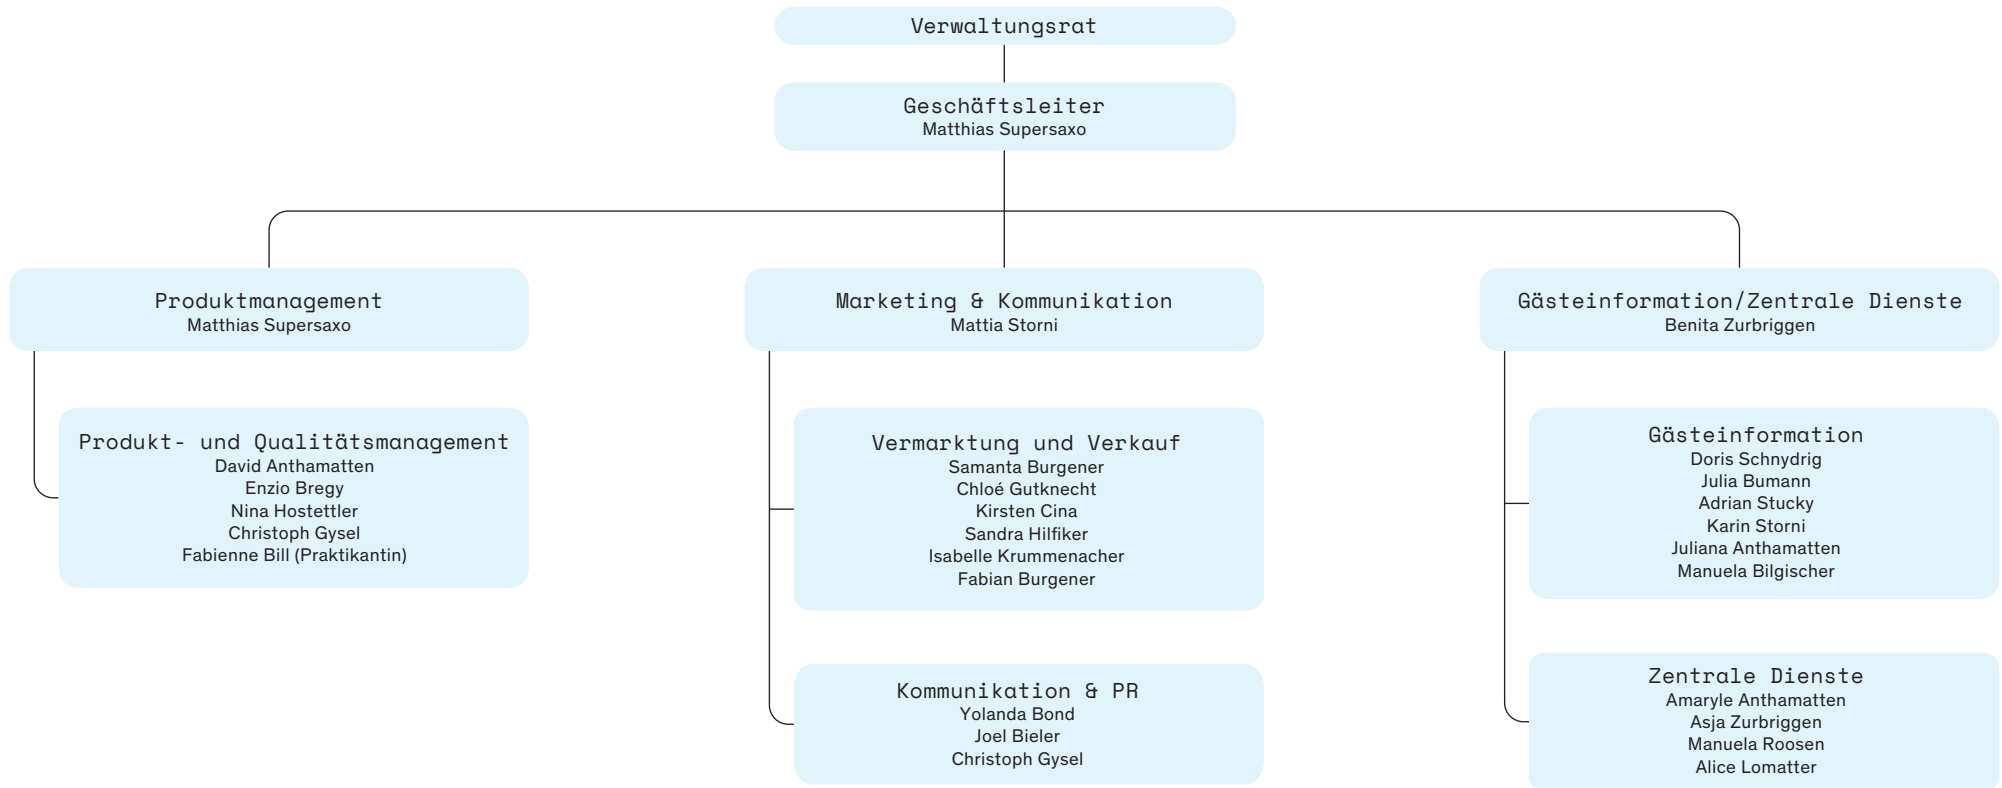 Verwaltungsrat
Geschäftsleiter
Matthias Supersaxo
Produktmanagement
Matthias Supersaxo
Produkt- und Qualitätsmanagement
David Anthamatten
Enzio Bregy
Nina Hostettler
Christoph Gysel
Fabienne Bill (Praktikantin)
Marketing & Kommunikation
Mattia Storni
Vermarktung und Verkauf
Samanta Burgener
Chloé Gutknecht
Kirsten Cina
Sandra Hilfiker
Isabelle Krummenacher
Fabian Burgener
Kommunikation & PR
Yolanda Bond
Joel Bieler
Christoph Gysel
Gästeinformation/Zentrale Dienste
Benita Zurbriggen
Gästeinformation
Doris Schnydrig
Julia Bumann
Adrian Stucky
Karin Storni
Juliana Anthamatten
Manuela Bilgischer
Zentrale Dienste
Amaryle Anthamatten
Asja Zurbriggen
Manuela Roosen
Alice Lomatter